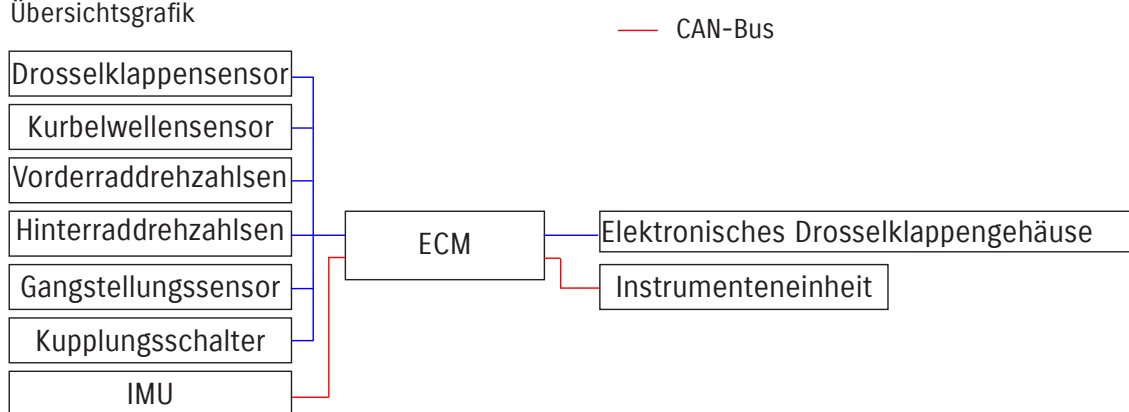 Übersichtsgrafik
CAN-Bus
Drosselklappensensor
Kurbelwellensensor
Vorderraddrehzahlsen
Hinterraddrehzahlsen
Gangstellungssensor
Kupplungsschalter
IMU
ECM
Elektronisches Drosselklappengehäuse
Instrumenteneinheit